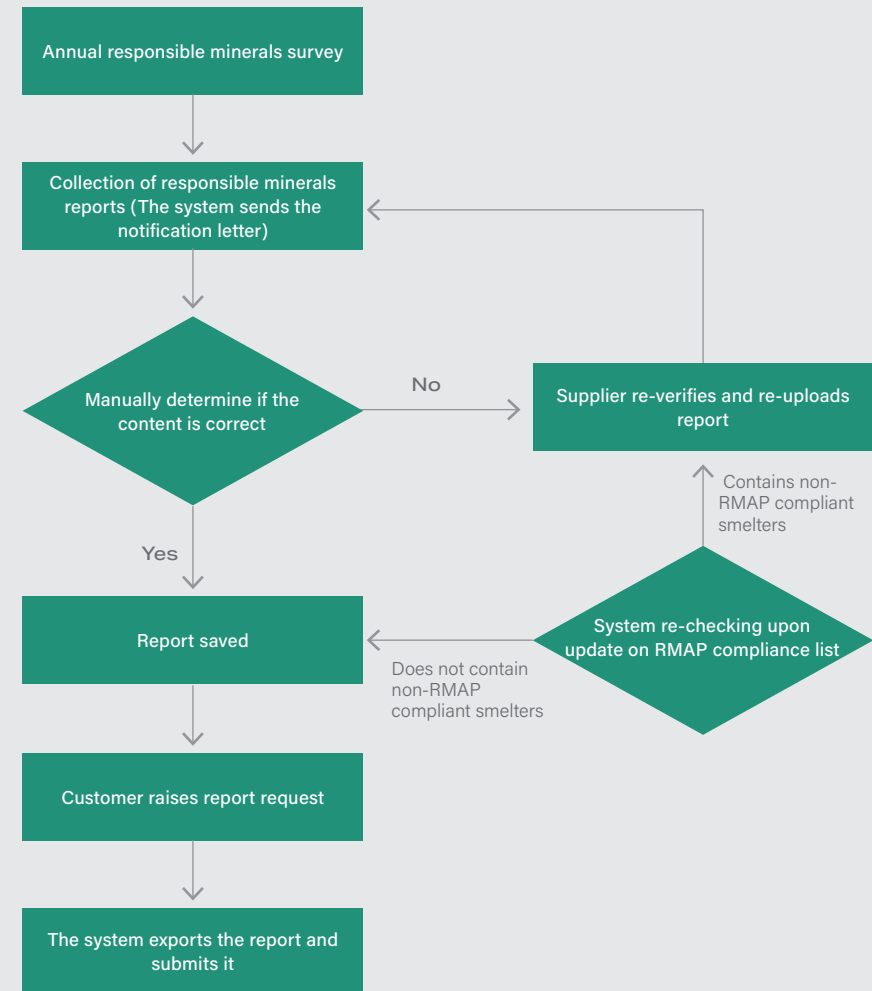 Annual responsible minerals survey
Collection of responsible minerals
reports (The system sends the
notification letter)
Manually determine if the
content is correct
No
Supplier re-verifies and re-uploads
report
Contains non-
RMAP compliant
smelters
Yes
Report saved
System re-checking upon
update on RMAP compliance list
Does not contain
non-RMAP
compliant smelters
Customer raises report request
The system exports the report and
submits it